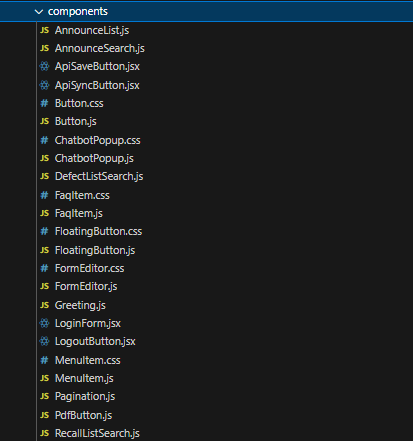 components
JS AnnounceList.js
JS AnnounceSearch.js
ApiSaveButton.jsx
ApiSyncButton.jsx
# Button.css
JS Button.js
# ChatbotPopup.css
JS ChatbotPopup.js
JS DefectListSearch.js
# FaqItem.css
JS FaqItem.js
# FloatingButton.css
JS FloatingButton.js
# FormEditor.css
JS FormEditor.js
JS Greeting.js
LoginForm.jsx
LogoutButton.jsx
# MenuItem.css
JS MenuItem.js
JS Pagination.js
JS PdfButton.js
JS RecallListSearch.js